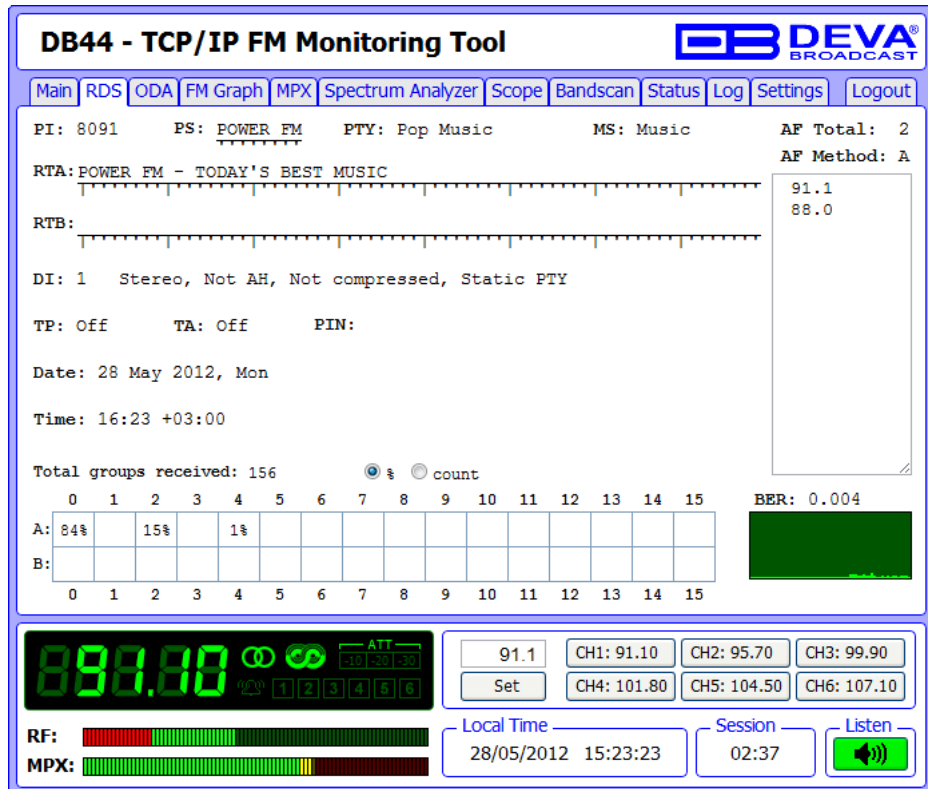 DB44 - TCP/IP FM Monitoring Tool
DEVA®
BROADCAST
Main RDS ODA FM Graph MPX Spectrum Analyzer Scope Bandscan Status Log Settings Logout
PI: 8091 PS: POWER FM PTY: Pop Music MS: Music AF Total: 2
AF Method: A
RTA: POWER FM - TODAY'S BEST MUSIC
91.1
88.0
RTB:
DI: 1 Stereo, Not AH, Not compressed, Static PTY
TP: Off TA: Off PIN:
Date: 28 May 2012, Mon
Time: 16:23 +03:00
Total groups received: 156 % count
0 1 2 3 4 5 6 7 8 9 10 11 12 13 14 15
BER: 0.004
A: 84% 15% 1%
B:
0 1 2 3 4 5 6 7 8 9 10 11 12 13 14 15
91.10
ATT
-10 -20 -30
1 2 3 4 5 6
91.1 CH1: 91.10 CH2: 95.70 CH3: 99.90
Set CH4: 101.80 CH5: 104.50 CH6: 107.10
RF:
MPX:
Local Time
28/05/2012 15:23:23
Session
02:37
Listen